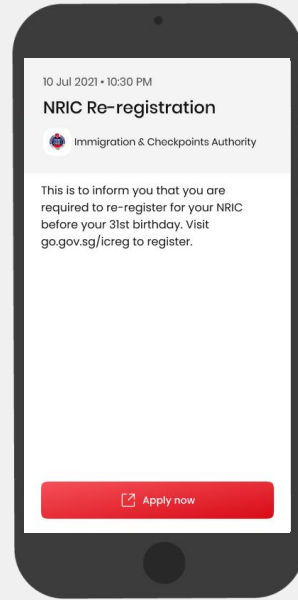 10 Jul 2021 • 10:30 PM
NRIC Re-registration
Immigration & Checkpoints Authority
This is to inform you that you are
required to re-register for your NRIC
before your 31st birthday. Visit
go.gov.sg/icreg to register.
Apply now